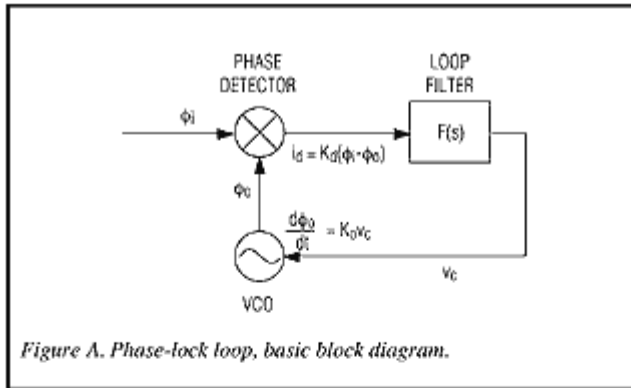 PHASE
DETECTOR
LOOP
FILTER
ϕi
F(s)
id = Kd(ϕi-ϕo)
ϕo
dϕo
dt
= Kovc
vc
VCO
Figure A. Phase-lock loop, basic block diagram.